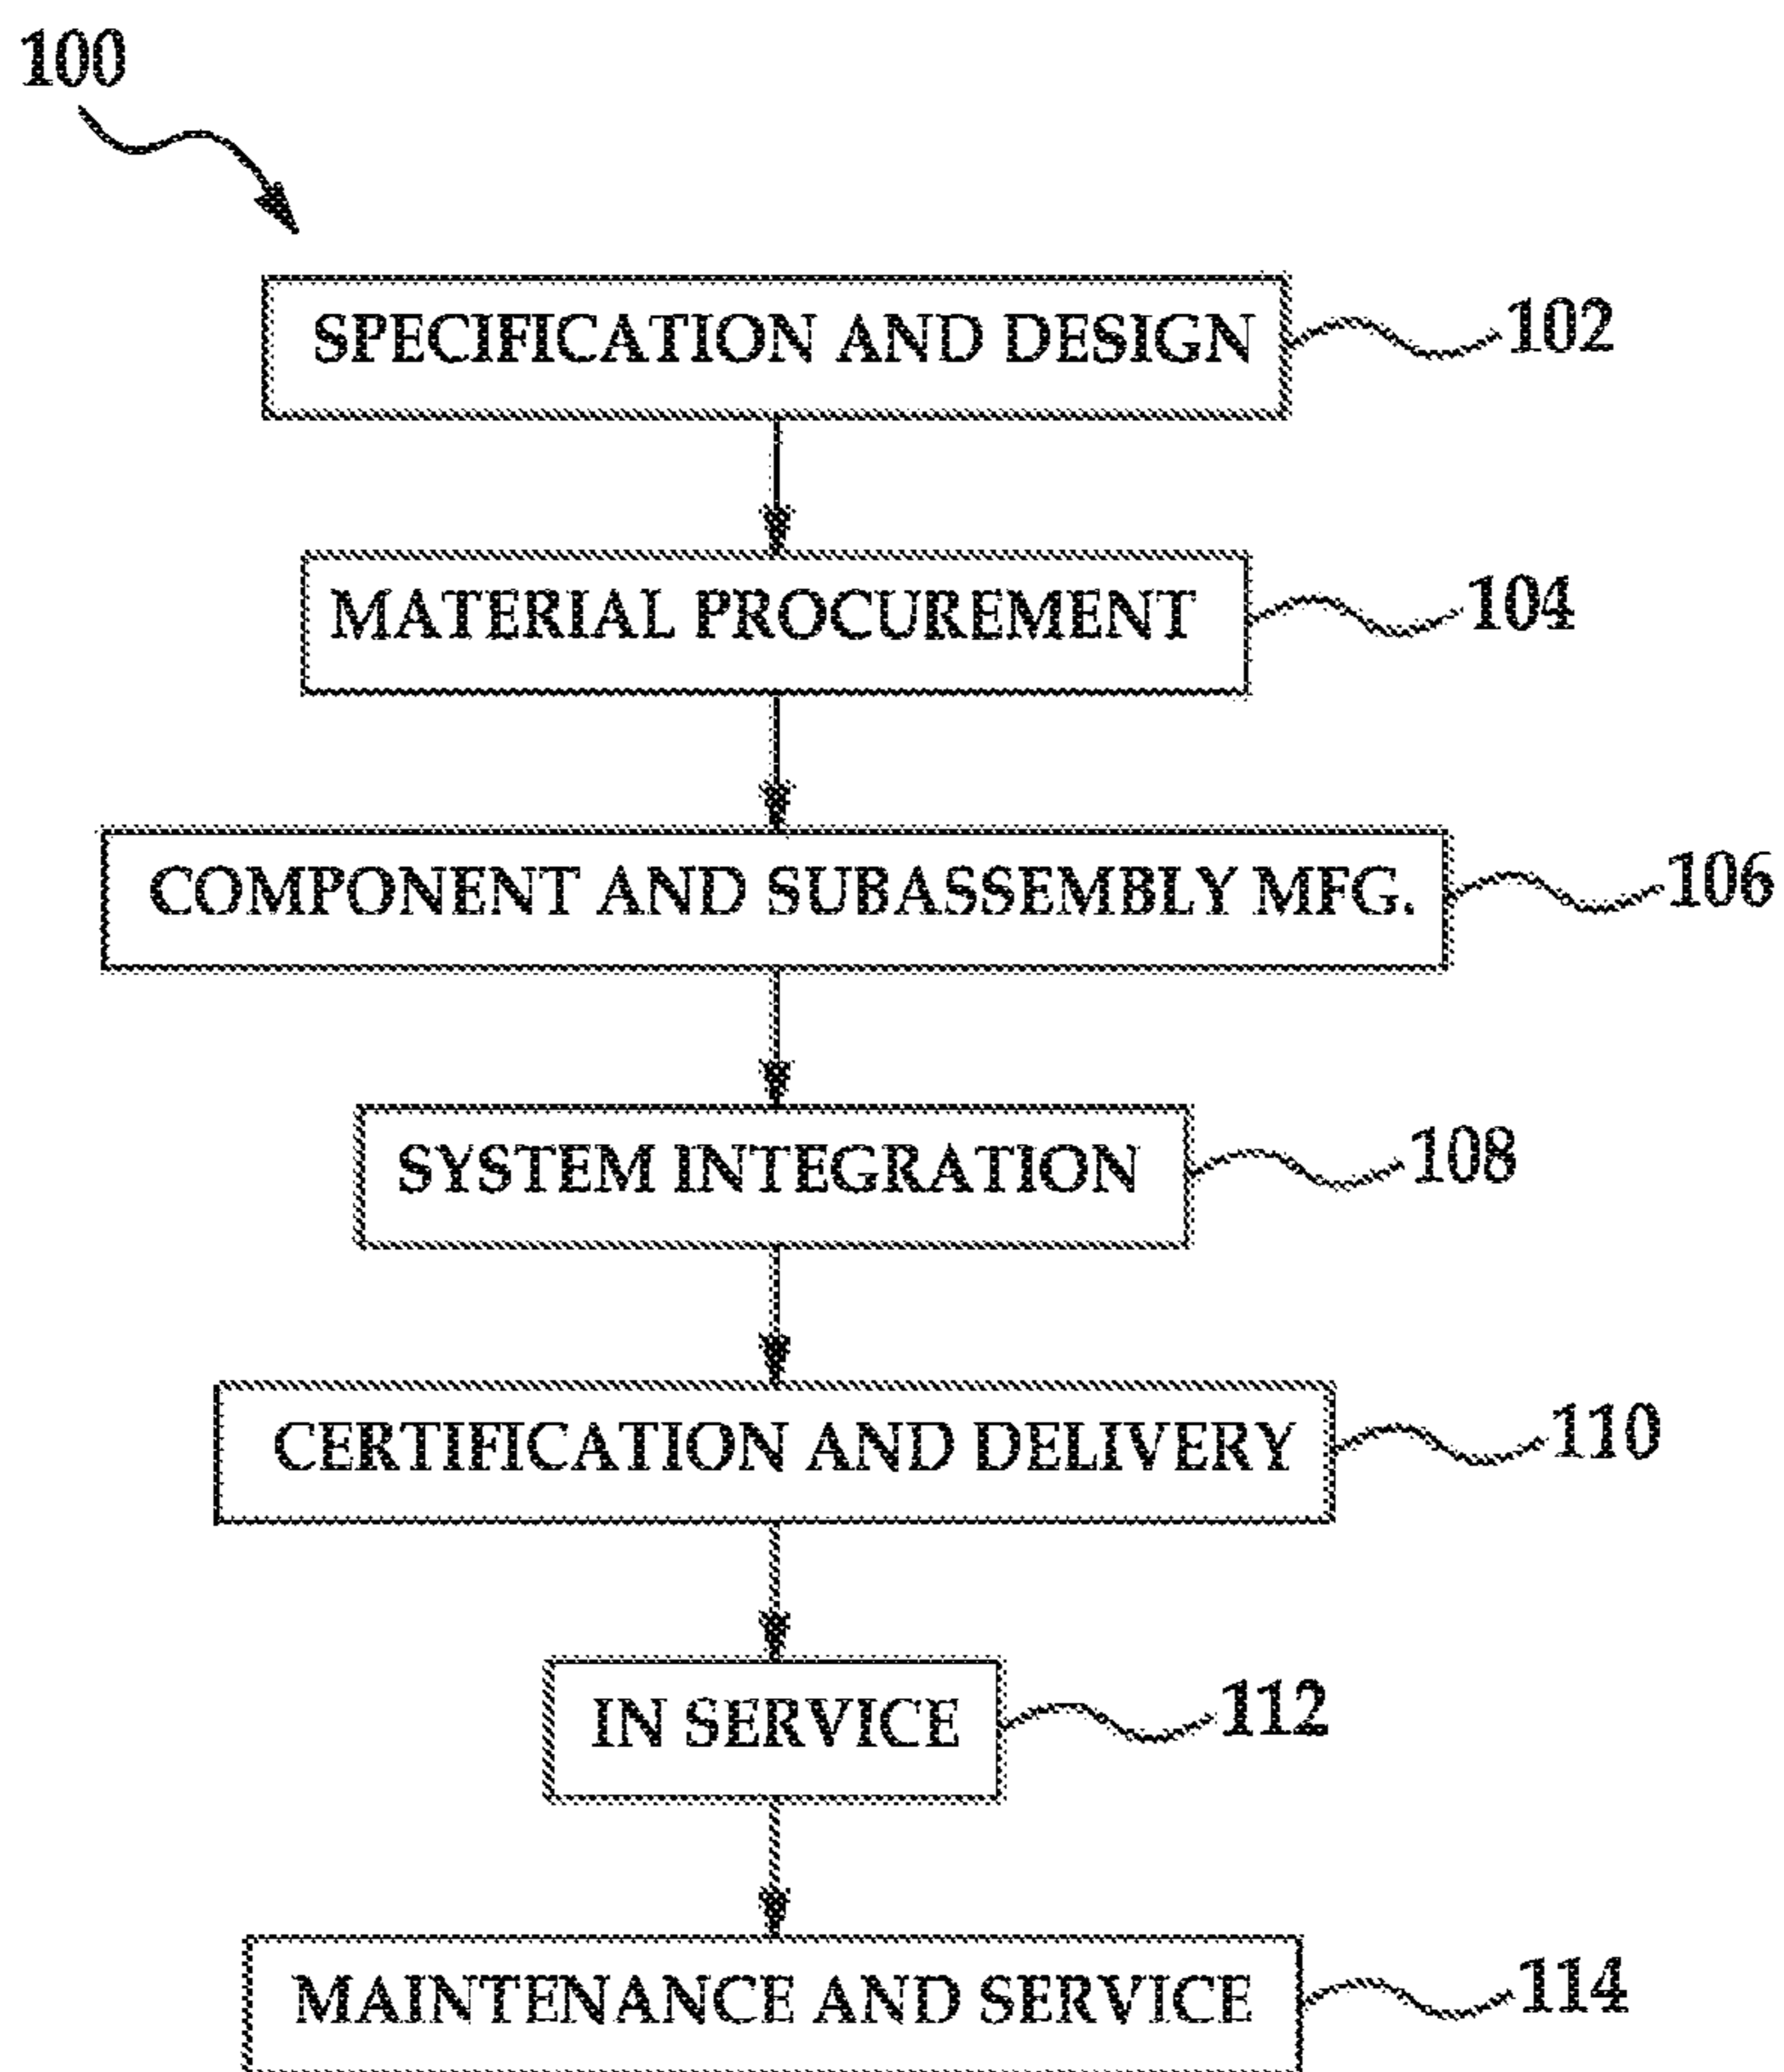 100
SPECIFICATION AND DESIGN 102
MATERIAL PROCUREMENT 104
COMPONENT AND SUBASSEMBLY MFG. 106
SYSTEM INTEGRATION 108
CERTIFICATION AND DELIVERY 110
IN SERVICE 112
MAINTENANCE AND SERVICE 114